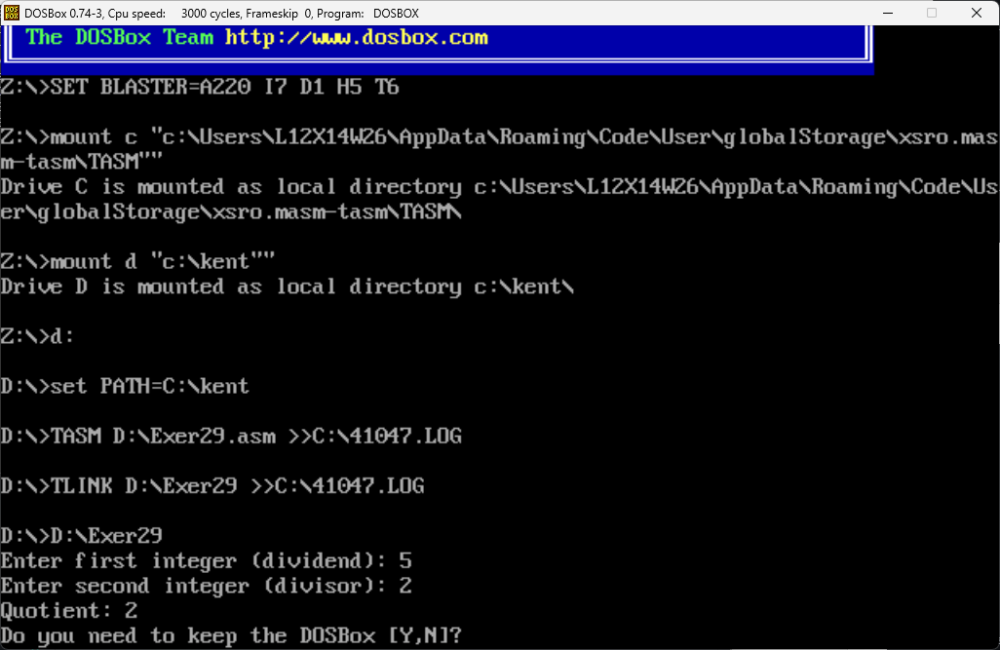 DOSBox 0.74-3, Cpu speed: 3000 cycles, Frameskip 0, Program: DOSBOX
The DOSBox Team http://www.dosbox.com
Z:\>SET BLASTER=A220 I7 D1 H5 T6
Z:\>mount c "c:\Users\L12X14W26\AppData\Roaming\Code\User\globalStorage\xsro.mas
m-tasm\TASM""
Drive C is mounted as local directory c:\Users\L12X14W26\AppData\Roaming\Code\Us
er\globalStorage\xsro.masm-tasm\TASM\
Z:\>mount d "c:\kent""
Drive D is mounted as local directory c:\kent\
Z:\>d:
D:\>set PATH=C:\kent
D:\>TASM D:\Exer29.asm >>C:\41047.LOG
D:\>TLINK D:\Exer29 >>C:\41047.LOG
D:\>D:\Exer29
Enter first integer (dividend): 5
Enter second integer (divisor): 2
Quotient: 2
Do you need to keep the DOSBox [Y,N]?